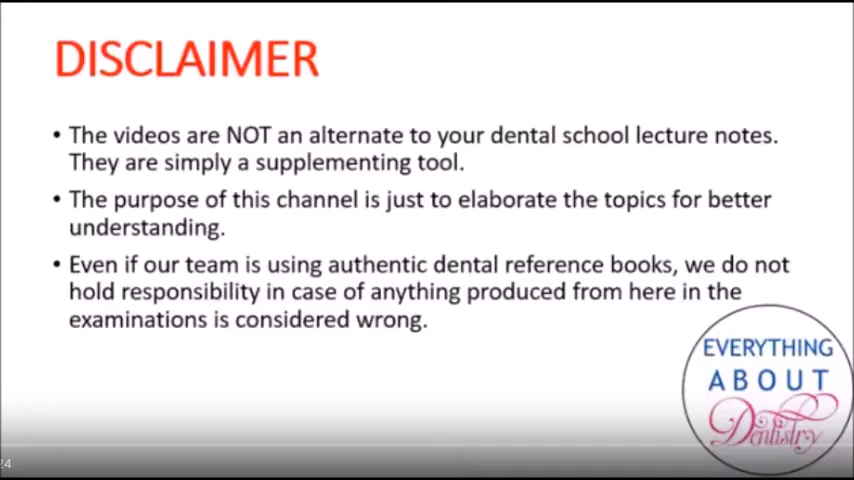 DISCLAIMER
• The videos are NOT an alternate to your dental school lecture notes.
They are simply a supplementing tool.
• The purpose of this channel is just to elaborate the topics for better
understanding.
• Even if our team is using authentic dental reference books, we do not
hold responsibility in case of anything produced from here in the
examinations is considered wrong.
EVERYTHING
ABOUT
Dentistry
24